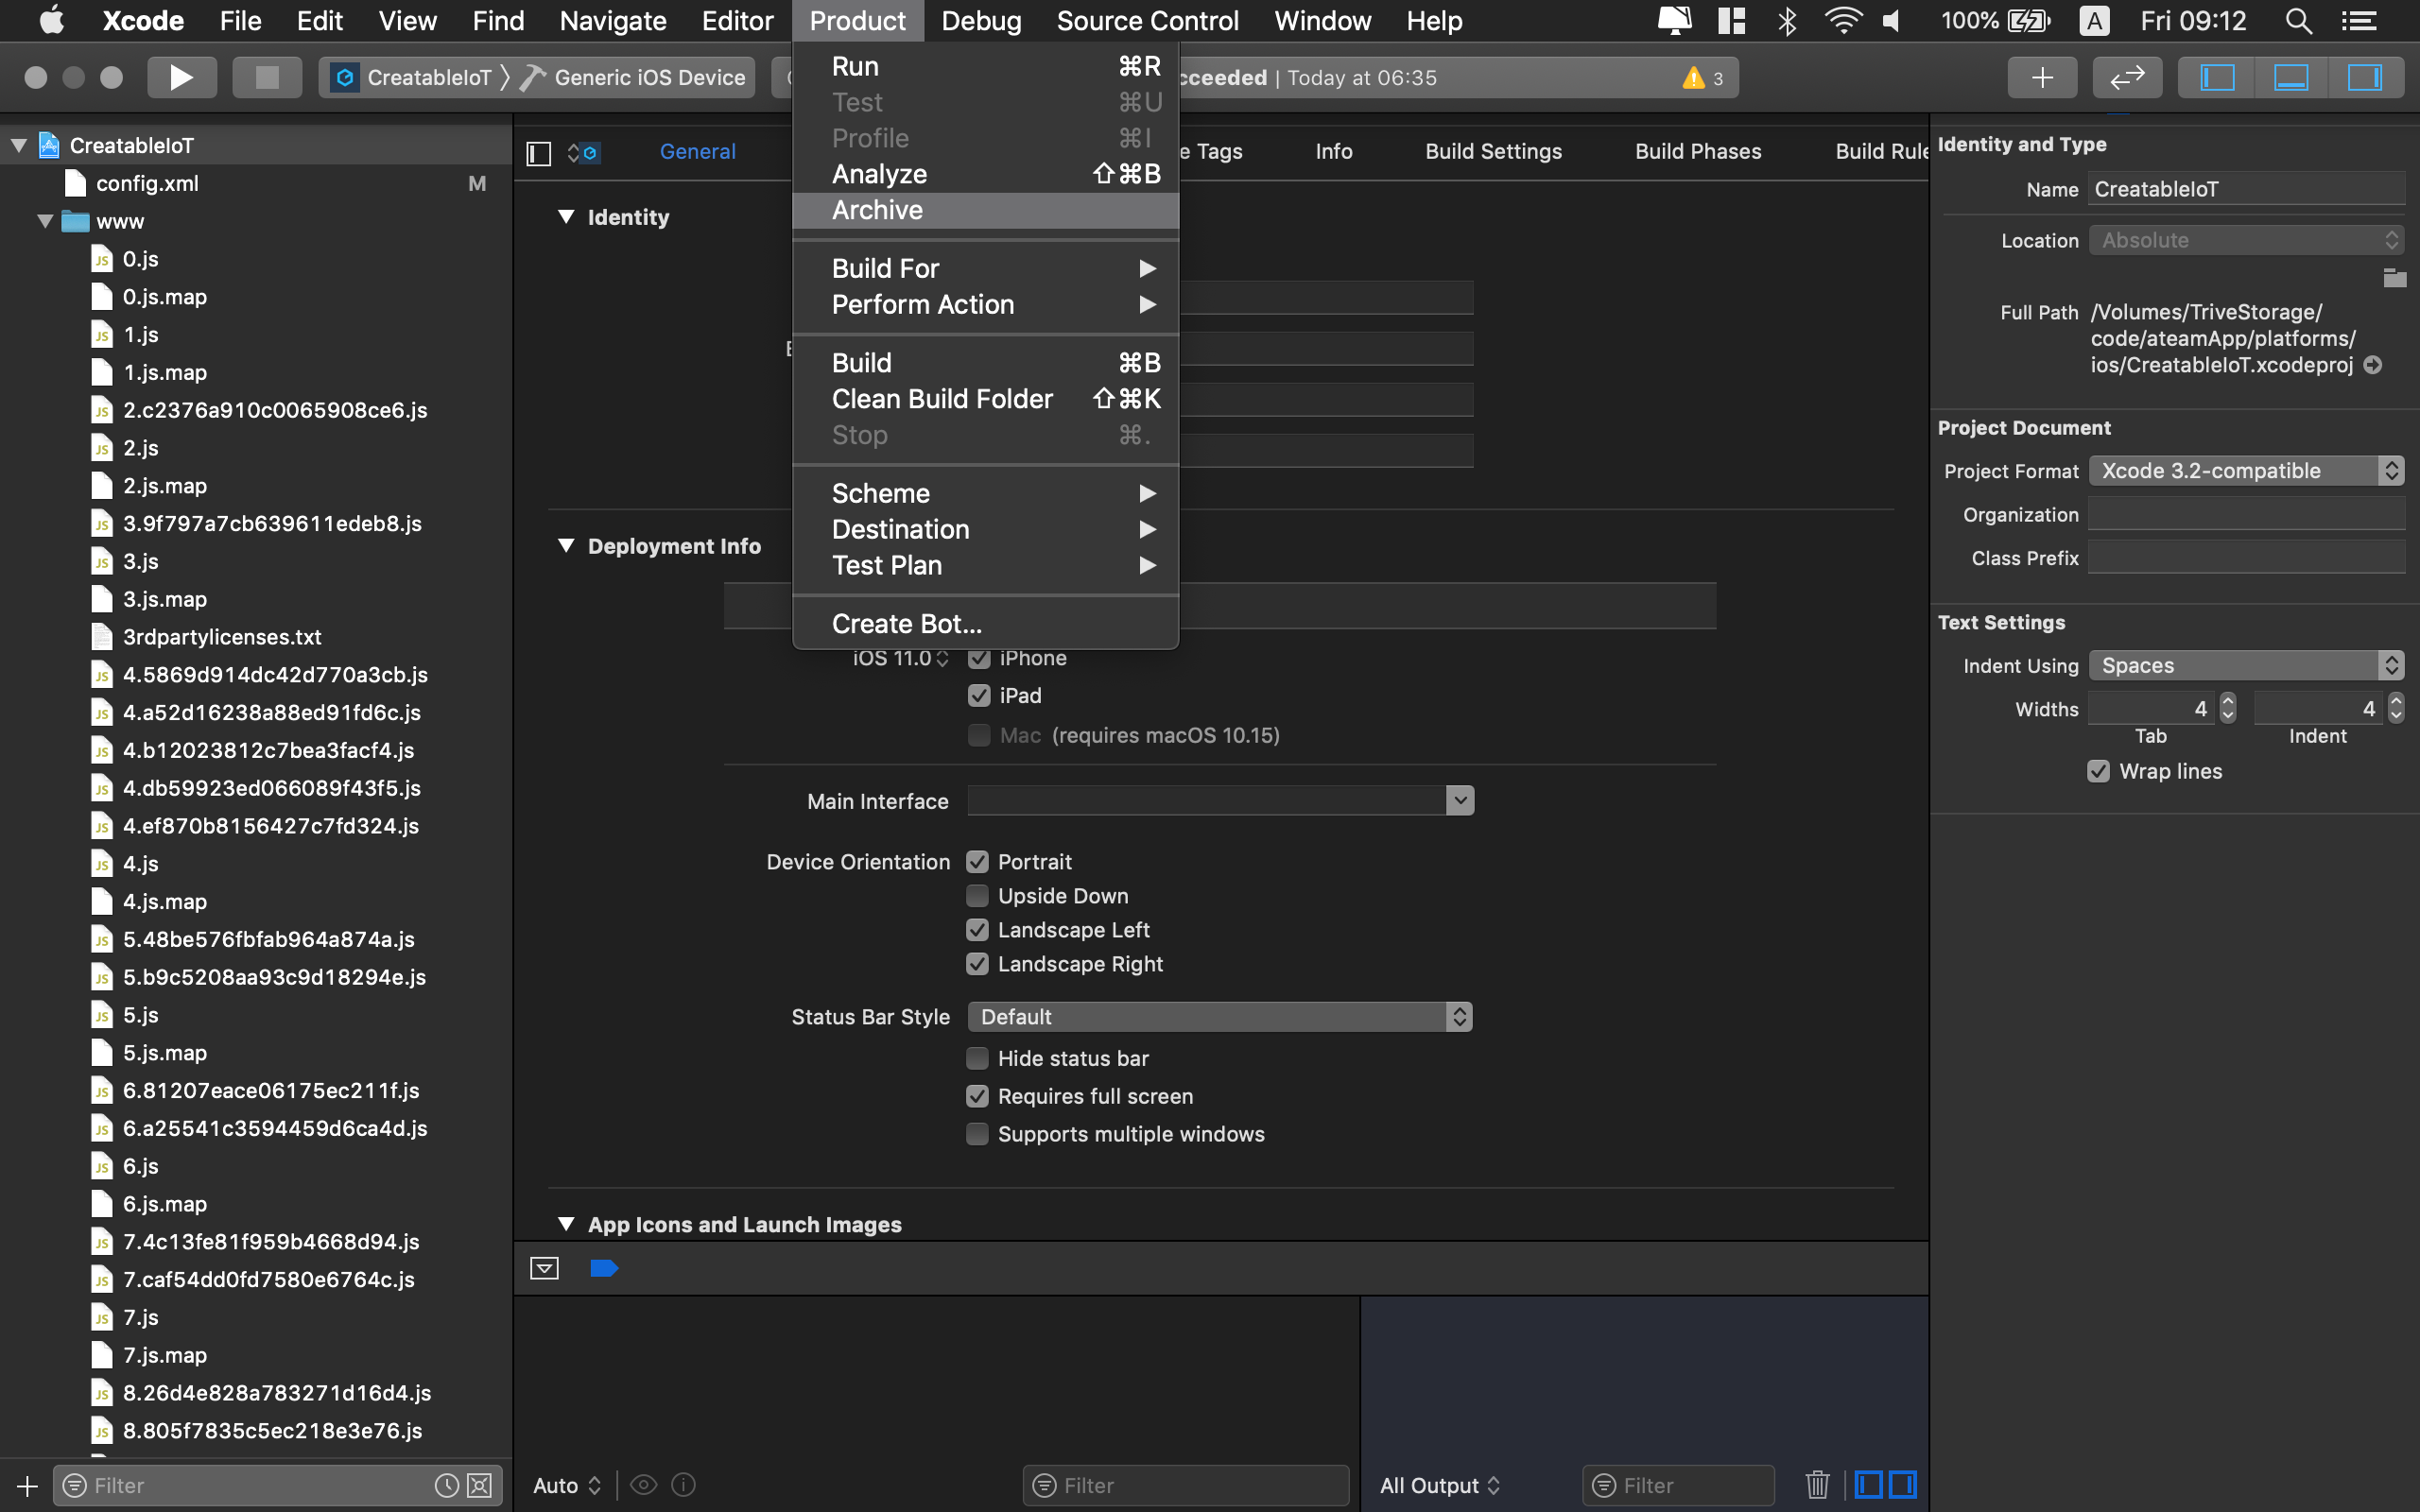 Xcode File Edit View Find Navigate Editor Product Debug Source Control Window Help 100% A Fri 09:12
CreatableIoT Generic iOS Device cceeded | Today at 06:35 3
Run ⌘R
Test ⌘U
Profile ⌘I
Analyze ⇧⌘B
Archive
Build For
Perform Action
Build ⌘B
Clean Build Folder ⇧⌘K
Stop ⌘.
Scheme
Destination
Test Plan
Create Bot...
CreatableIoT
config.xml M
www
0.js
0.js.map
1.js
1.js.map
2.c2376a910c0065908ce6.js
2.js
2.js.map
3.9f797a7cb639611edeb8.js
3.js
3.js.map
3rdpartylicenses.txt
4.5869d914dc42d770a3cb.js
4.a52d16238a88ed91fd6c.js
4.b12023812c7bea3facf4.js
4.db59923ed066089f43f5.js
4.ef870b8156427c7fd324.js
4.js
4.js.map
5.48be576fbfab964a874a.js
5.b9c5208aa93c9d18294e.js
5.js
5.js.map
6.81207eace06175ec211f.js
6.a25541c3594459d6ca4d.js
6.js
6.js.map
7.4c13fe81f959b4668d94.js
7.caf54dd0fd7580e6764c.js
7.js
7.js.map
8.26d4e828a783271d16d4.js
8.805f7835c5ec218e3e76.js
Filter
General e Tags Info Build Settings Build Phases Build Rule
Identity
Deployment Info
iOS 11.0 iPhone
iPad
Mac (requires macOS 10.15)
Main Interface
Device Orientation Portrait
Upside Down
Landscape Left
Landscape Right
Status Bar Style Default
Hide status bar
Requires full screen
Supports multiple windows
App Icons and Launch Images
Auto Filter All Output Filter
Identity and Type
Name CreatableIoT
Location Absolute
Full Path /Volumes/TriveStorage/
code/ateamApp/platforms/
ios/CreatableIoT.xcodeproj
Project Document
Project Format Xcode 3.2-compatible
Organization
Class Prefix
Text Settings
Indent Using Spaces
Widths 4 4
Tab Indent
Wrap lines